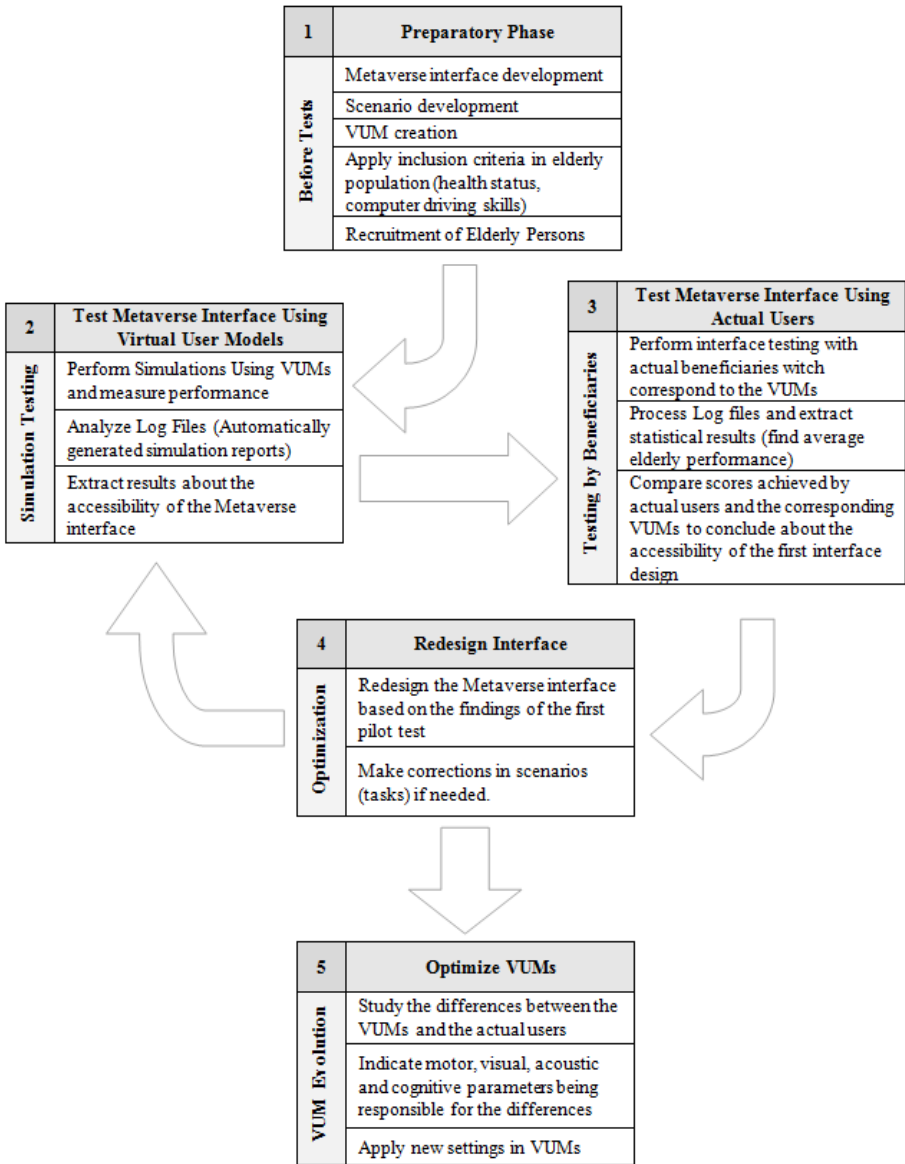 1
Preparatory Phase
Before Tests
Metaverse interface development
Scenario development
VUM creation
Apply inclusion criteria in elderly
population (health status,
computer driving skills)
Recruitment of Elderly Persons
2
Test Metaverse Interface Using
Virtual User Models
Simulation Testing
Perform Simulations Using VUMs
and measure performance
Analyze Log Files (Automatically
generated simulation reports)
Extract results about the
accessibility of the Metaverse
interface
3
Test Metaverse Interface Using
Actual Users
Testing by Beneficiaries
Perform interface testing with
actual beneficiaries witch
correspond to the VUMs
Process Log files and extract
statistical results (find average
elderly performance)
Compare scores achieved by
actual users and the corresponding
VUMs to conclude about the
accessibility of the first interface
design
4
Redesign Interface
Optimization
Redesign the Metaverse interface
based on the findings of the first
pilot test
Make corrections in scenarios
(tasks) if needed.
5
Optimize VUMs
VUM Evolution
Study the differences between the
VUMs and the actual users
Indicate motor, visual, acoustic
and cognitive parameters being
responsible for the differences
Apply new settings in VUMs